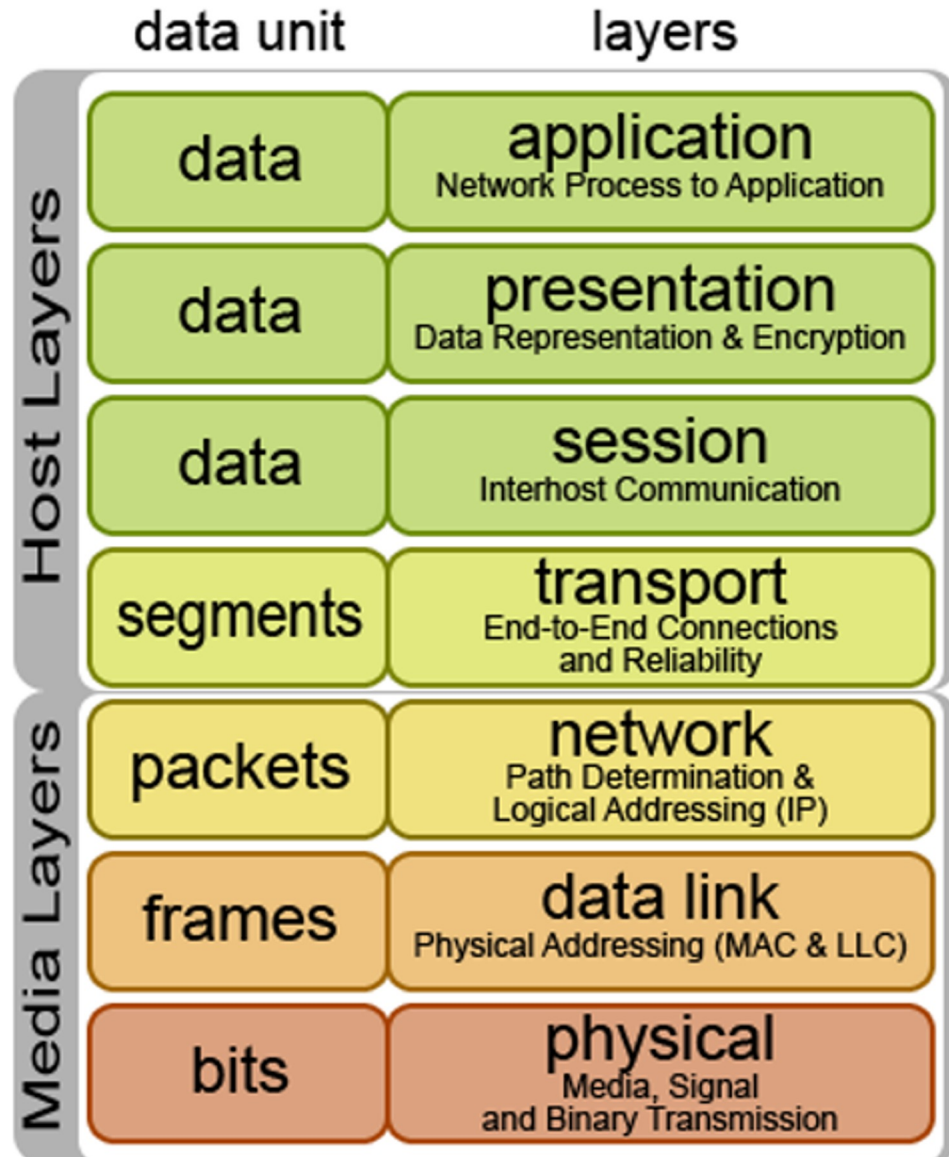 data unit
layers
Host Layers
data
application
Network Process to Application
data
presentation
Data Representation & Encryption
data
session
Interhost Communication
segments
transport
End-to-End Connections
and Reliability
Media Layers
packets
network
Path Determination &
Logical Addressing (IP)
frames
data link
Physical Addressing (MAC & LLC)
bits
physical
Media, Signal
and Binary Transmission